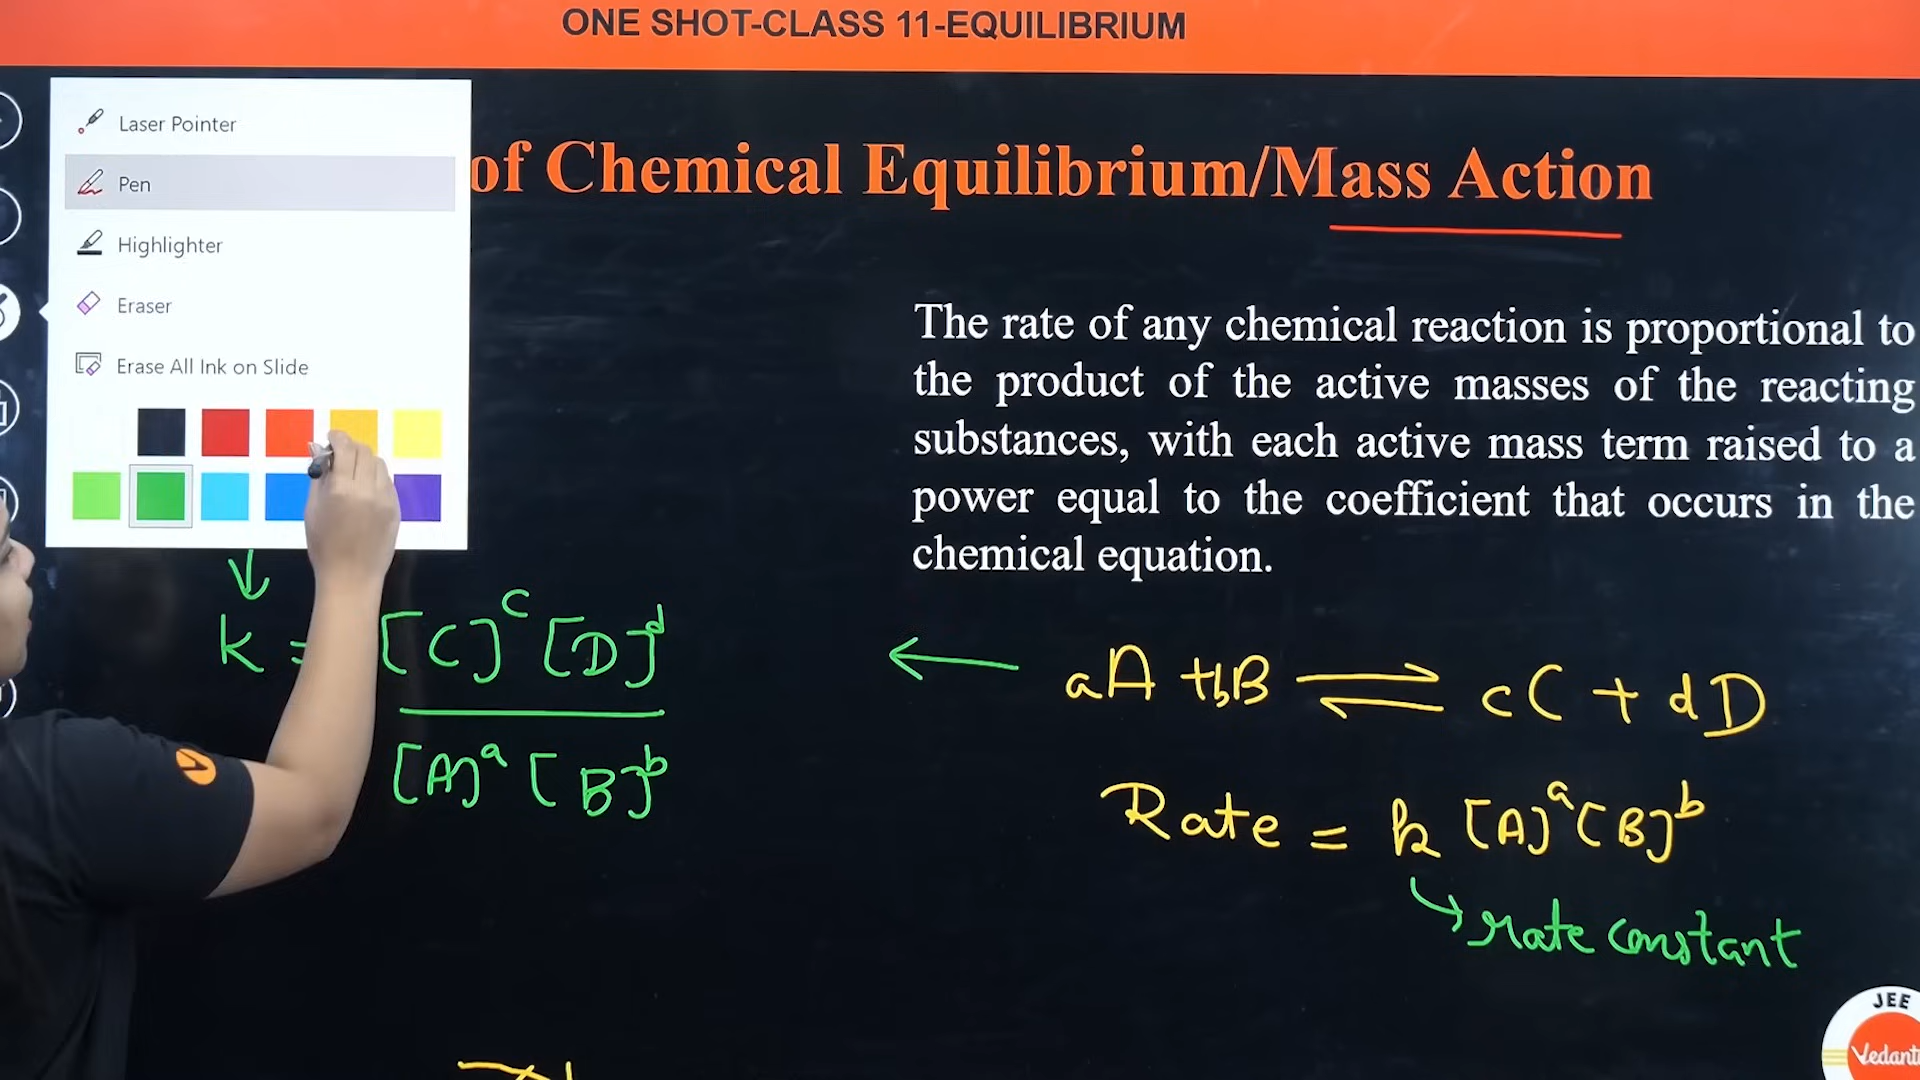 ONE SHOT-CLASS 11-EQUILIBRIUM
of Chemical Equilibrium/Mass Action
Laser Pointer
Pen
Highlighter
Eraser
Erase All Ink on Slide
The rate of any chemical reaction is proportional to
the product of the active masses of the reacting
substances, with each active mass term raised to a
power equal to the coefficient that occurs in the
chemical equation.
↓
K = [C]^c [D]^d
[A]^a [B]^b
← aA + bB ⇌ cC + dD
Rate = k [A]^a [B]^b
↳ rate constant
JEE
Vedant